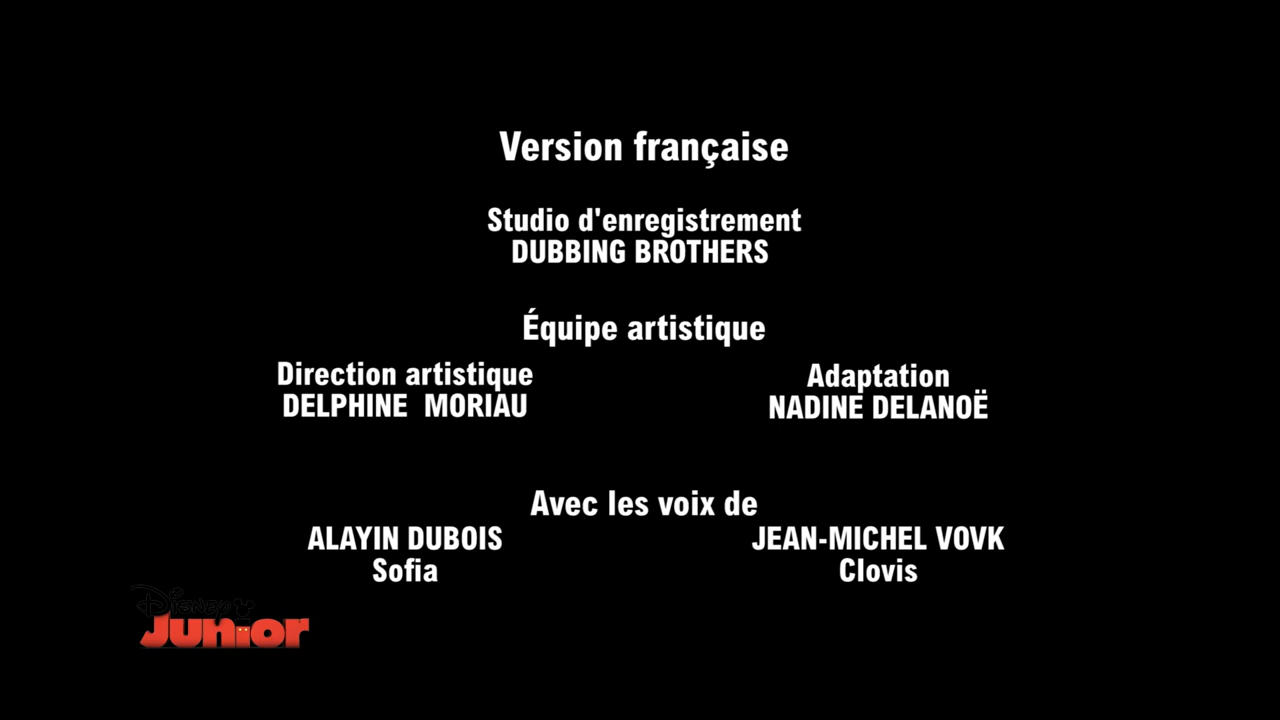 Version française
Studio d'enregistrement
DUBBING BROTHERS
Équipe artistique
Direction artistique
DELPHINE MORIAU
Adaptation
NADINE DELANOË
Avec les voix de
ALAYIN DUBOIS
Sofia
JEAN-MICHEL VOVK
Clovis
Disney
Junior